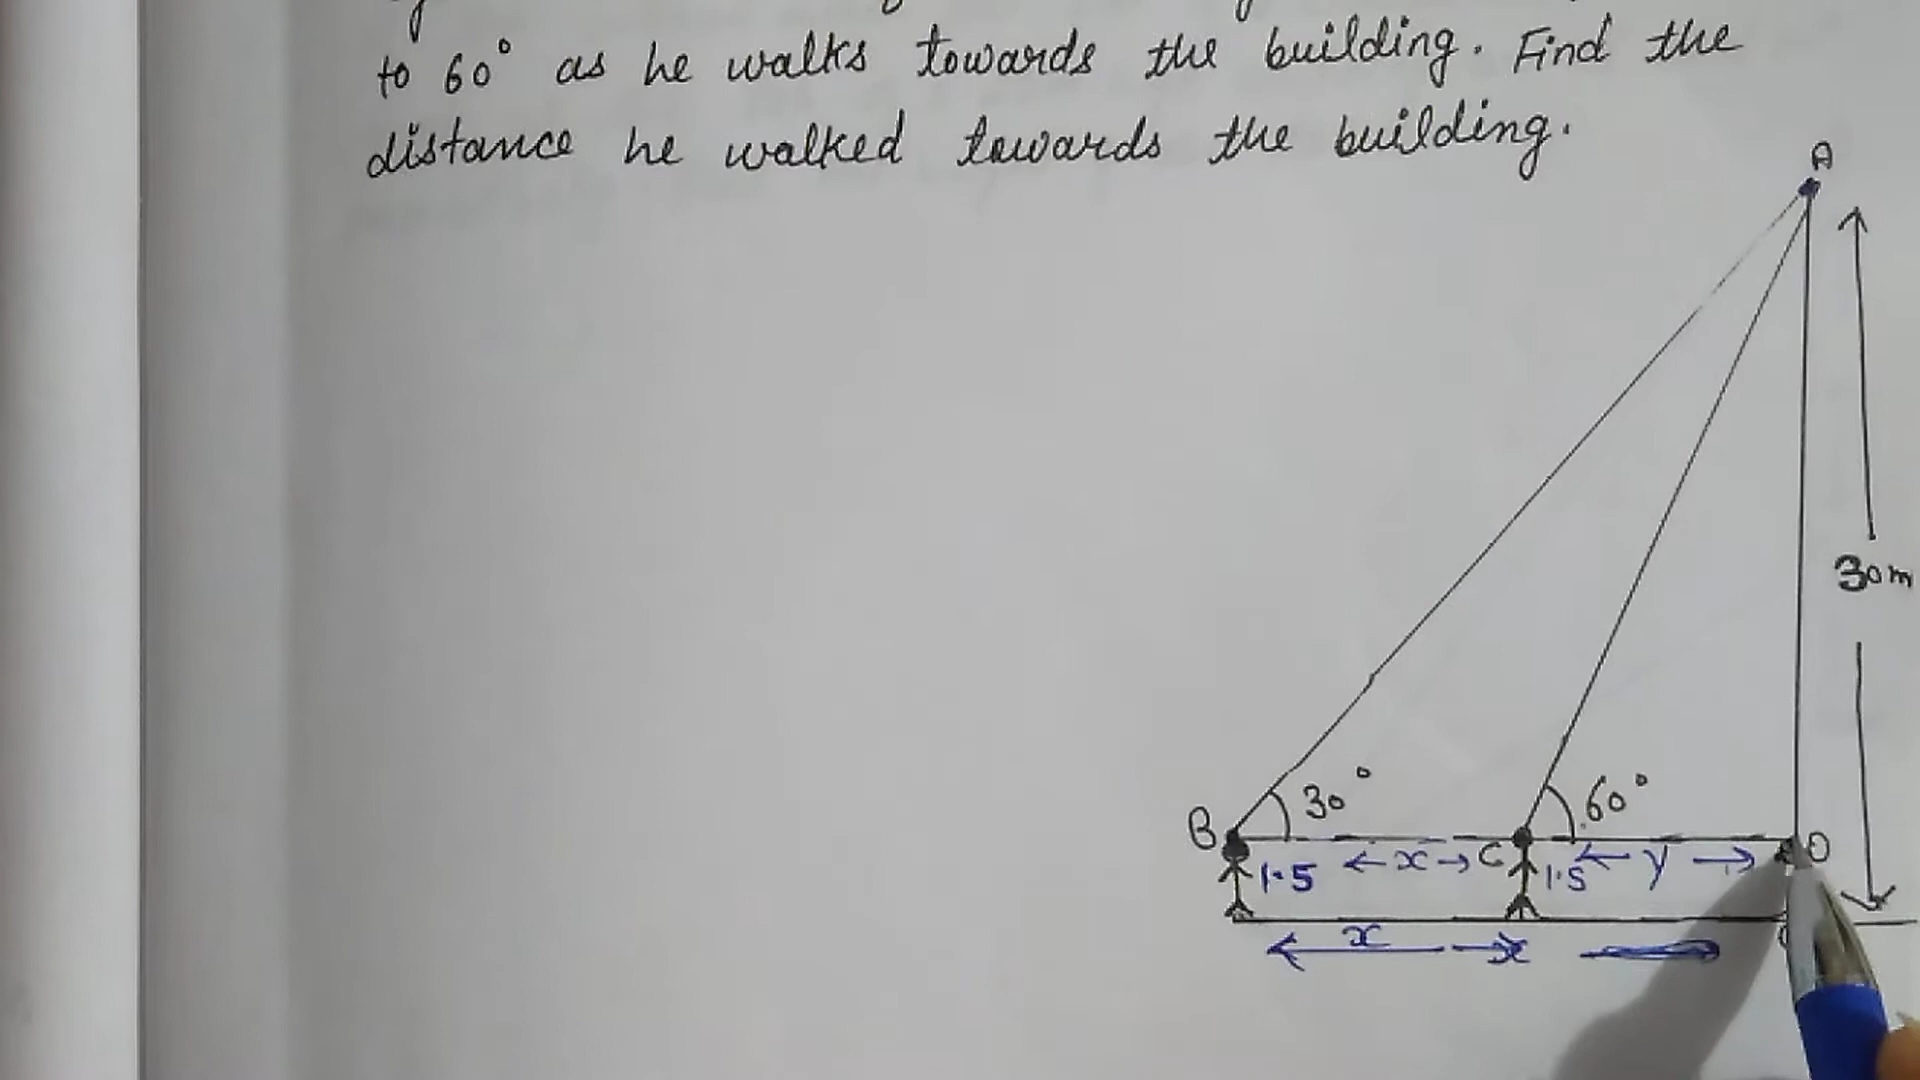 to 60° as he walks towards the building. Find the
distance he walked towards the building.
A
30m
30°
60°
B
C
D
1.5
x
1.5
y
x
x